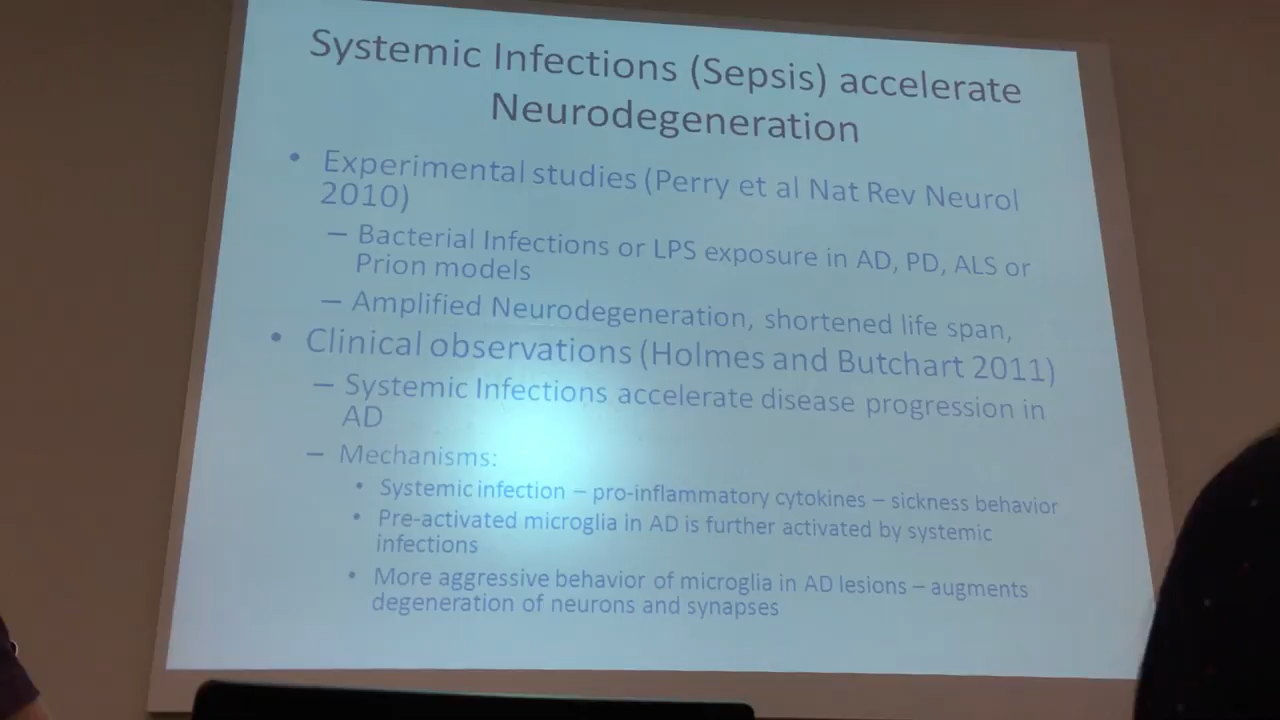 Systemic Infections (Sepsis) accelerate
Neurodegeneration
• Experimental studies (Perry et al Nat Rev Neurol
2010)
– Bacterial Infections or LPS exposure in AD, PD, ALS or
Prion models
– Amplified Neurodegeneration, shortened life span,
• Clinical observations (Holmes and Butchart 2011)
– Systemic Infections accelerate disease progression in
AD
– Mechanisms:
• Systemic infection – pro-inflammatory cytokines – sickness behavior
• Pre-activated microglia in AD is further activated by systemic
infections
• More aggressive behavior of microglia in AD lesions – augments
degeneration of neurons and synapses